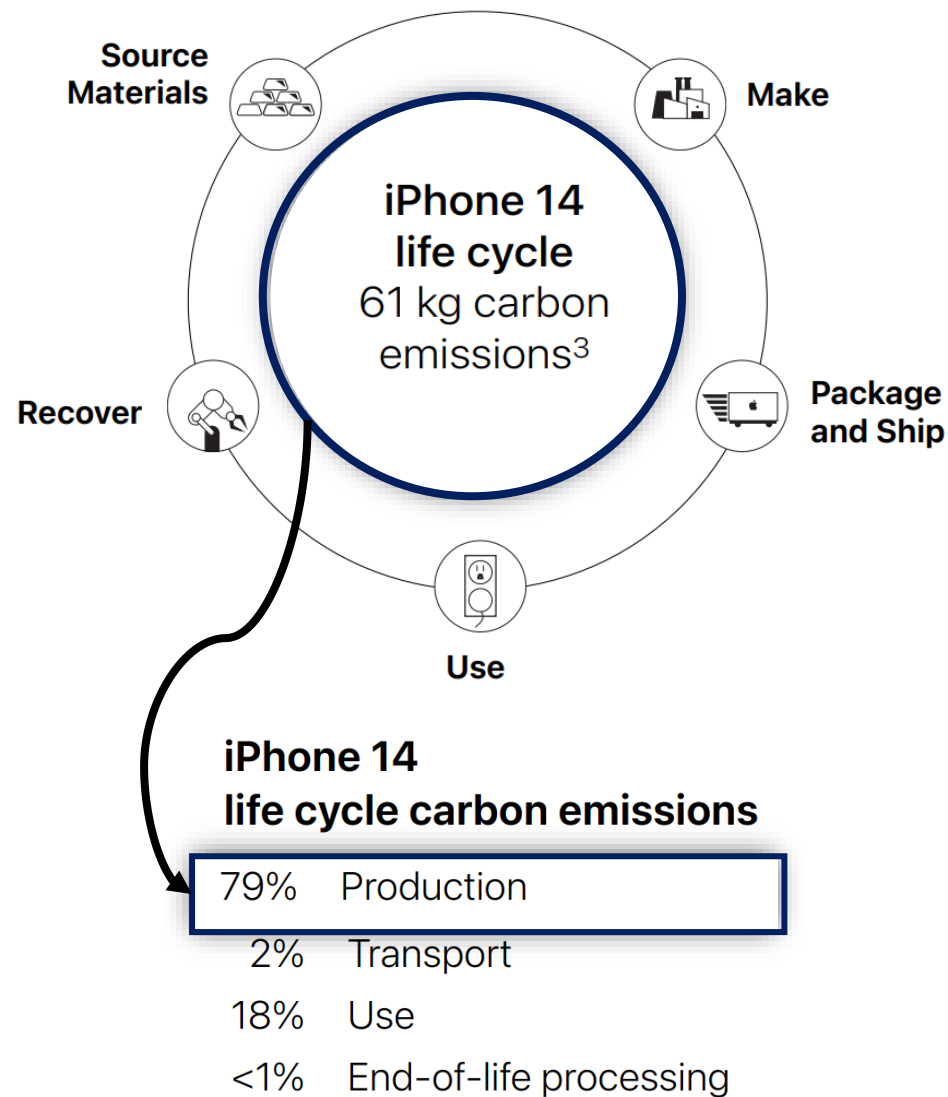 Source
Materials
Make
iPhone 14
life cycle
61 kg carbon
emissions³
Recover
Package
and Ship
Use
iPhone 14
life cycle carbon emissions
79% Production
2% Transport
18% Use
<1% End-of-life processing